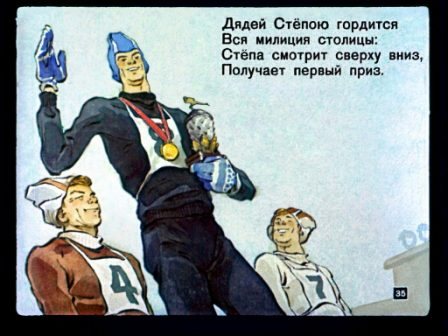 Дядей Стёпою гордится
Вся милиция столицы:
Стёпа смотрит сверху вниз,
Получает первый приз.
4
7
35